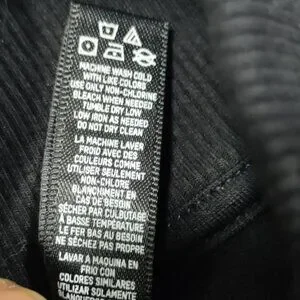 MACHINE WASH COLD
WITH LIKE COLORS
USE ONLY NON-CHLORINE
BLEACH WHEN NEEDED
TUMBLE DRY LOW
LOW IRON AS NEEDED
DO NOT DRY CLEAN
LA MACHINE LAVER
FROID AVEC DES
COULEURS COMME
UTILISER SEULEMENT
NON-CHLORE
BLANCHIMENT EN
CAS DE BESOIN
SÉCHER PAR CULBUTAGE
À BASSE TEMPÉRATURE
LE FER BAS AU BESOIN
NE SÉCHEZ PAS PROPRE
LAVAR A MAQUINA EN
FRIO CON
COLORES SIMILARES
UTILIZAR SOLAMENTE